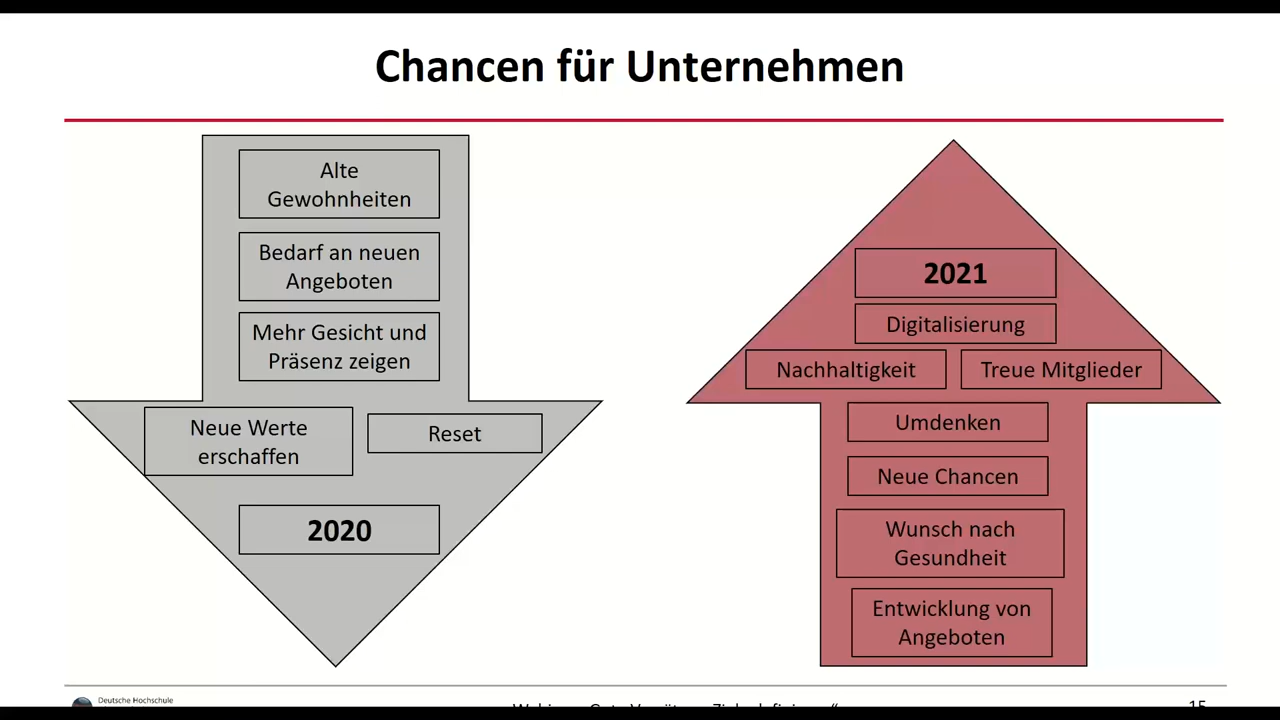 Chancen für Unternehmen
Alte
Gewohnheiten
Bedarf an neuen
Angeboten
Mehr Gesicht und
Präsenz zeigen
Neue Werte
erschaffen
Reset
2020
2021
Digitalisierung
Nachhaltigkeit
Treue Mitglieder
Umdenken
Neue Chancen
Wunsch nach
Gesundheit
Entwicklung von
Angeboten
Deutsche Hochschule
15